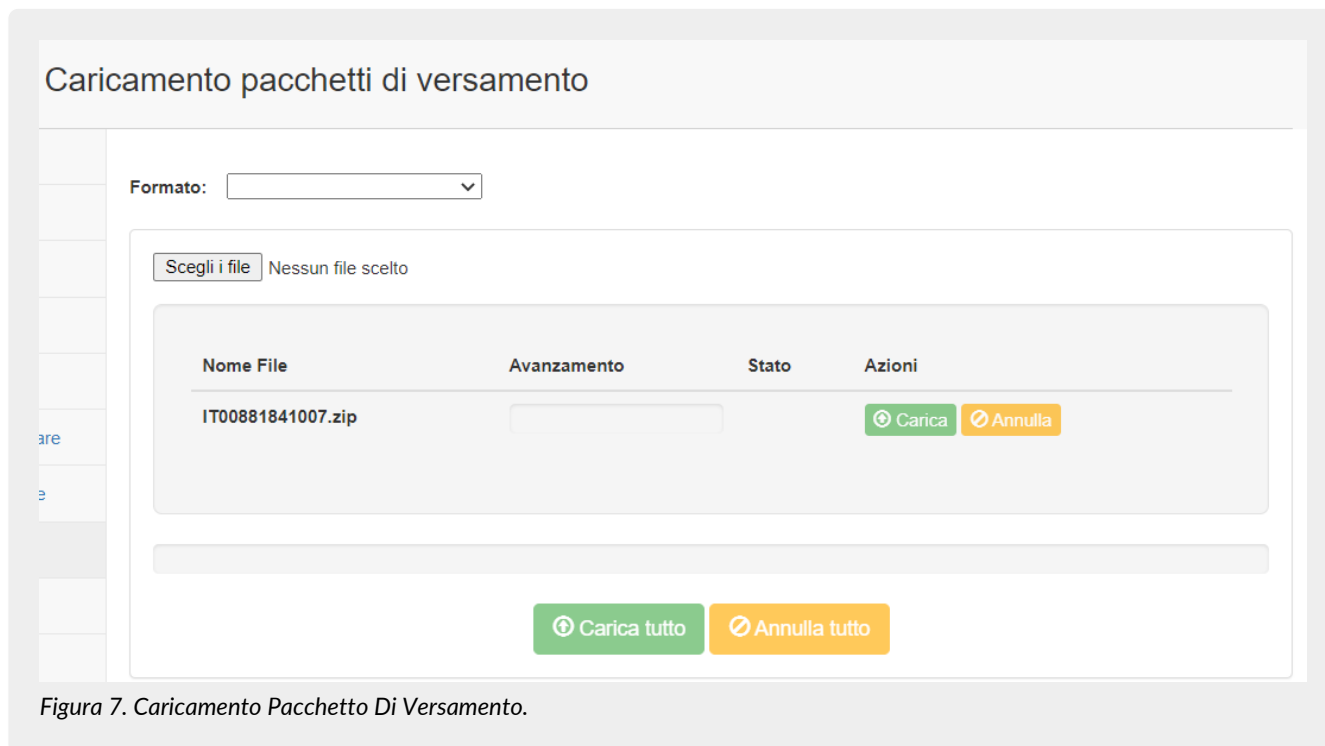 Caricamento pacchetti di versamento
Formato:
Scegli i file Nessun file scelto
Nome File Avanzamento Stato Azioni
IT00881841007.zip Carica Annulla
are
e
Carica tutto Annulla tutto
Figura 7. Caricamento Pacchetto Di Versamento.